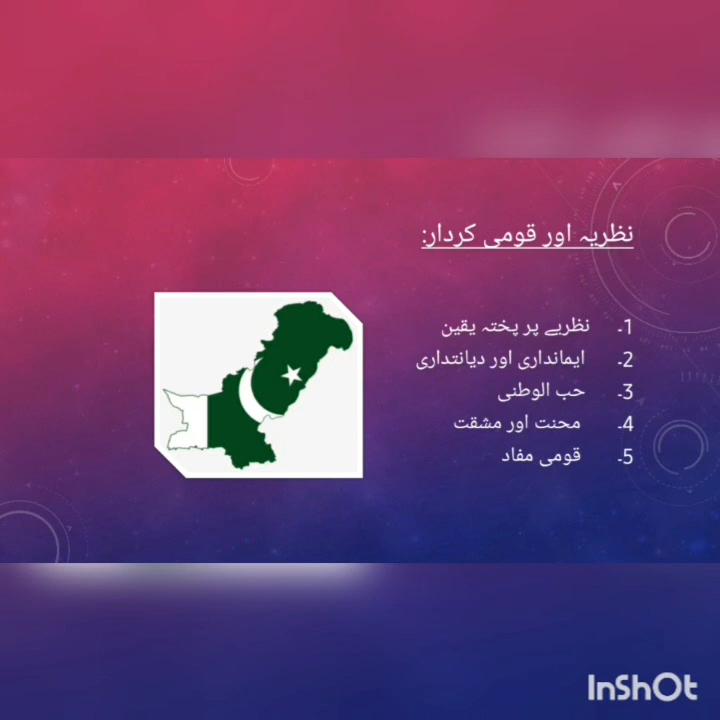 نظریہ اور قومی کردار:
1۔ نظریے پر پختہ یقین
2۔ ایمانداری اور دیانتداری
3۔ حب الوطنی
4۔ محنت اور مشقت
5۔ قومی مفاد
InShOt